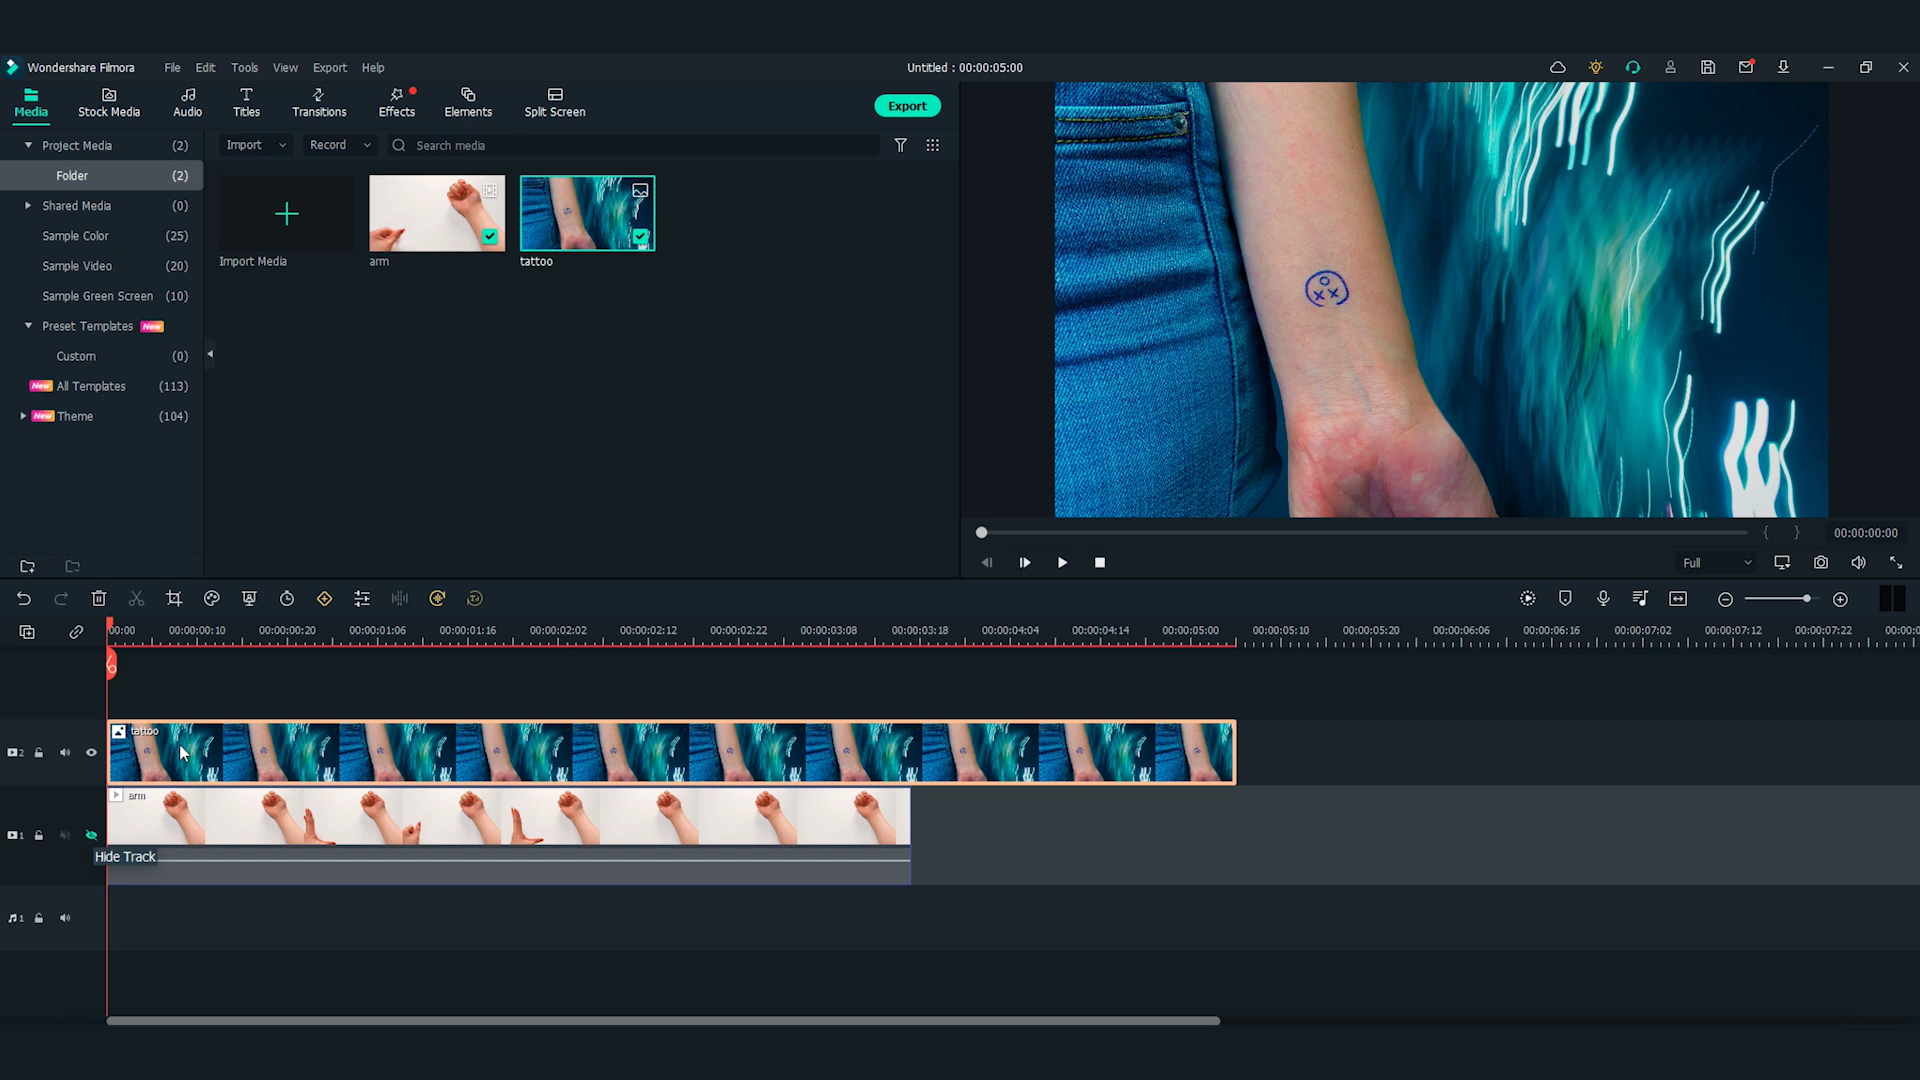 Wondershare Filmora File Edit Tools View Export Help Untitled : 00:00:05:00
Media Stock Media Audio Titles Transitions Effects Elements Split Screen Export
Project Media (2) Import Record Search media
Folder (2)
Shared Media (0)
Sample Color (25)
Sample Video (20)
Import Media arm tattoo
Sample Green Screen (10)
Preset Templates New
Custom (0)
New All Templates (113)
New Theme (104)
00:00:00:00
Full
00:00 00:00:00:10 00:00:00:20 00:00:01:06 00:00:01:16 00:00:02:02 00:00:02:12 00:00:02:22 00:00:03:08 00:00:03:18 00:00:04:04 00:00:04:14 00:00:05:00 00:00:05:10 00:00:05:20 00:00:06:06 00:00:06:16 00:00:07:02 00:00:07:12 00:00:07:22 00:00:0
tattoo
2
arm
1
Hide Track
1